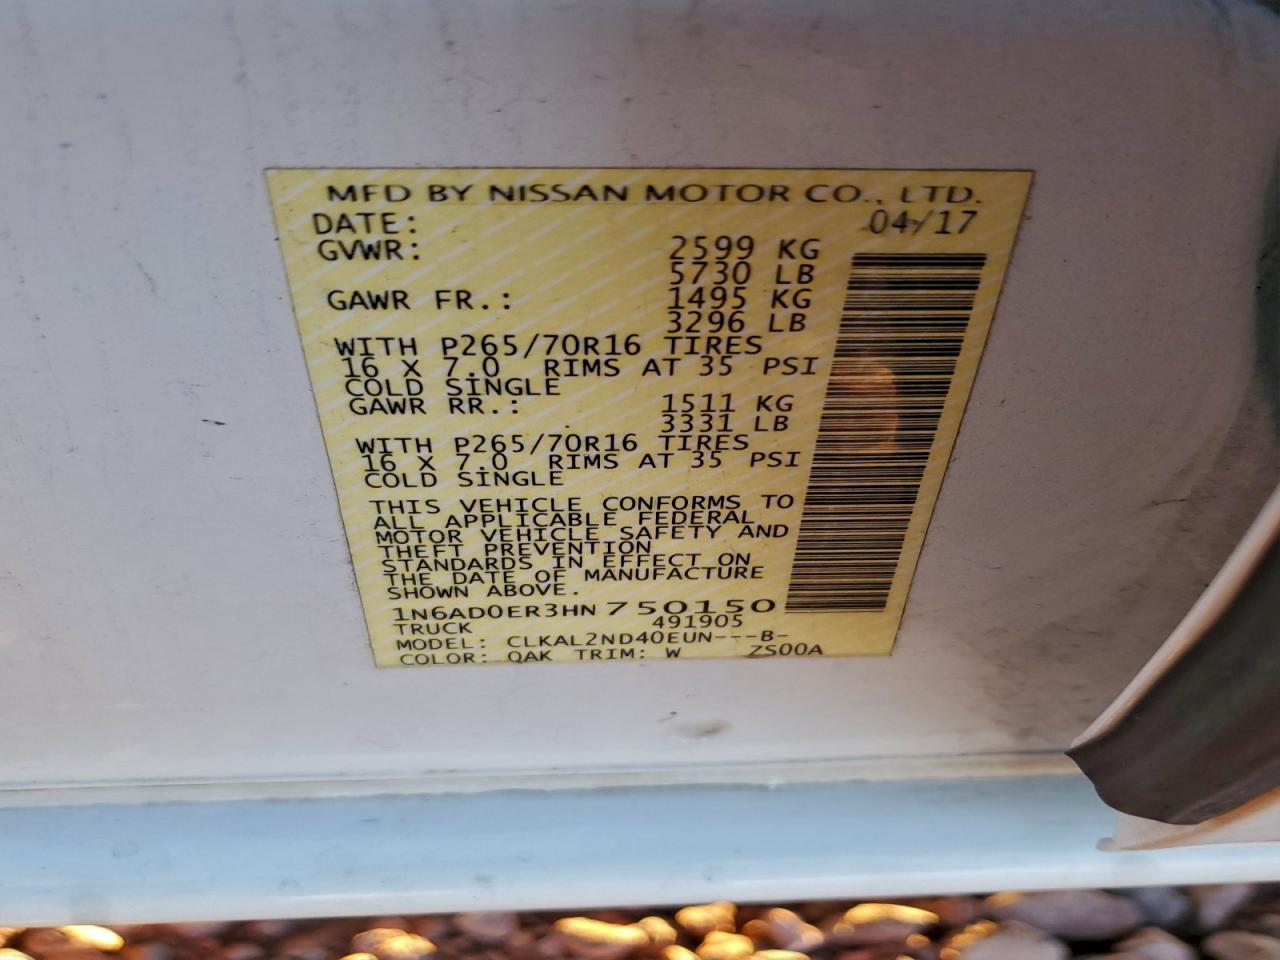 MFD BY NISSAN MOTOR CO., LTD.
DATE: 04/17
GVWR: 2599 KG
5730 LB
GAWR FR.: 1495 KG
3296 LB
WITH P265/70R16 TIRES
16 X 7.0 RIMS AT 35 PSI
COLD SINGLE
GAWR RR.: 1511 KG
3331 LB
WITH P265/70R16 TIRES
16 X 7.0 RIMS AT 35 PSI
COLD SINGLE
THIS VEHICLE CONFORMS TO
ALL APPLICABLE FEDERAL
MOTOR VEHICLE SAFETY AND
THEFT PREVENTION
STANDARDS IN EFFECT ON
THE DATE OF MANUFACTURE
SHOWN ABOVE.
1N6AD0ER3HN750150
TRUCK 491905
MODEL: CLKAL2ND40EUN---B-
COLOR: QAK TRIM: W ZS00A